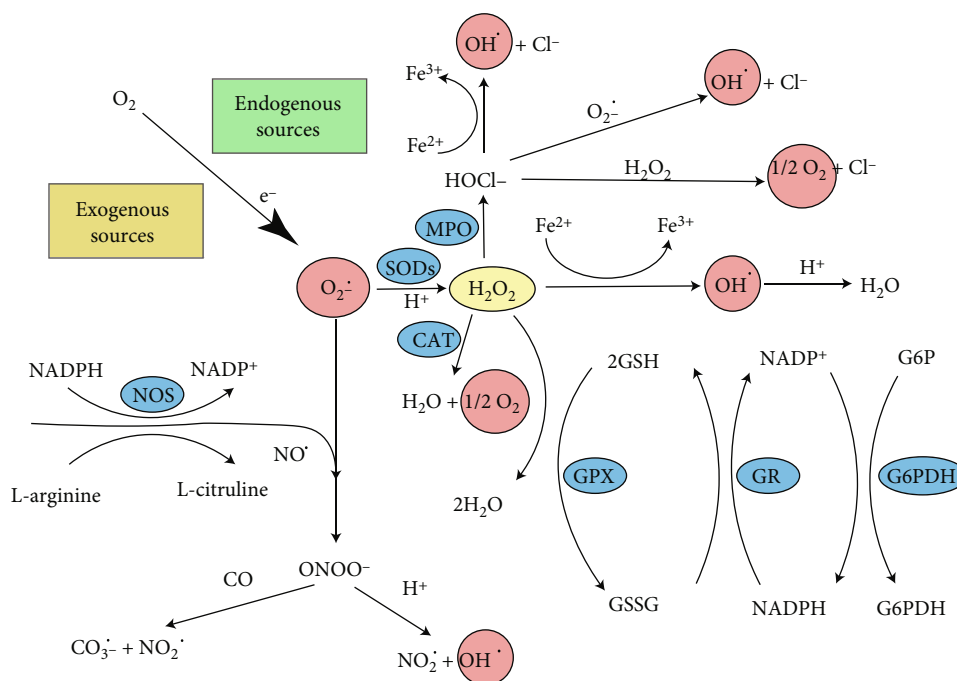 OH˙ + Cl⁻
Fe³⁺
OH˙ + Cl⁻
O₂
Endogenous
sources
O₂˙⁻
Fe²⁺
HOCl–
H₂O₂
1/2 O₂ + Cl⁻
Exogenous
sources
e⁻
MPO
Fe²⁺
Fe³⁺
SODs
O₂˙⁻
H⁺
H₂O₂
OH˙
H⁺
H₂O
CAT
NADPH
NADP⁺
NOS
H₂O + 1/2 O₂
2GSH
NADP⁺
G6P
NO˙
L-arginine
L-citruline
2H₂O
GPX
GR
G6PDH
ONOO⁻
CO
H⁺
GSSG
NADPH
G6PDH
CO₃˙⁻ + NO₂˙
NO₂˙ + OH˙